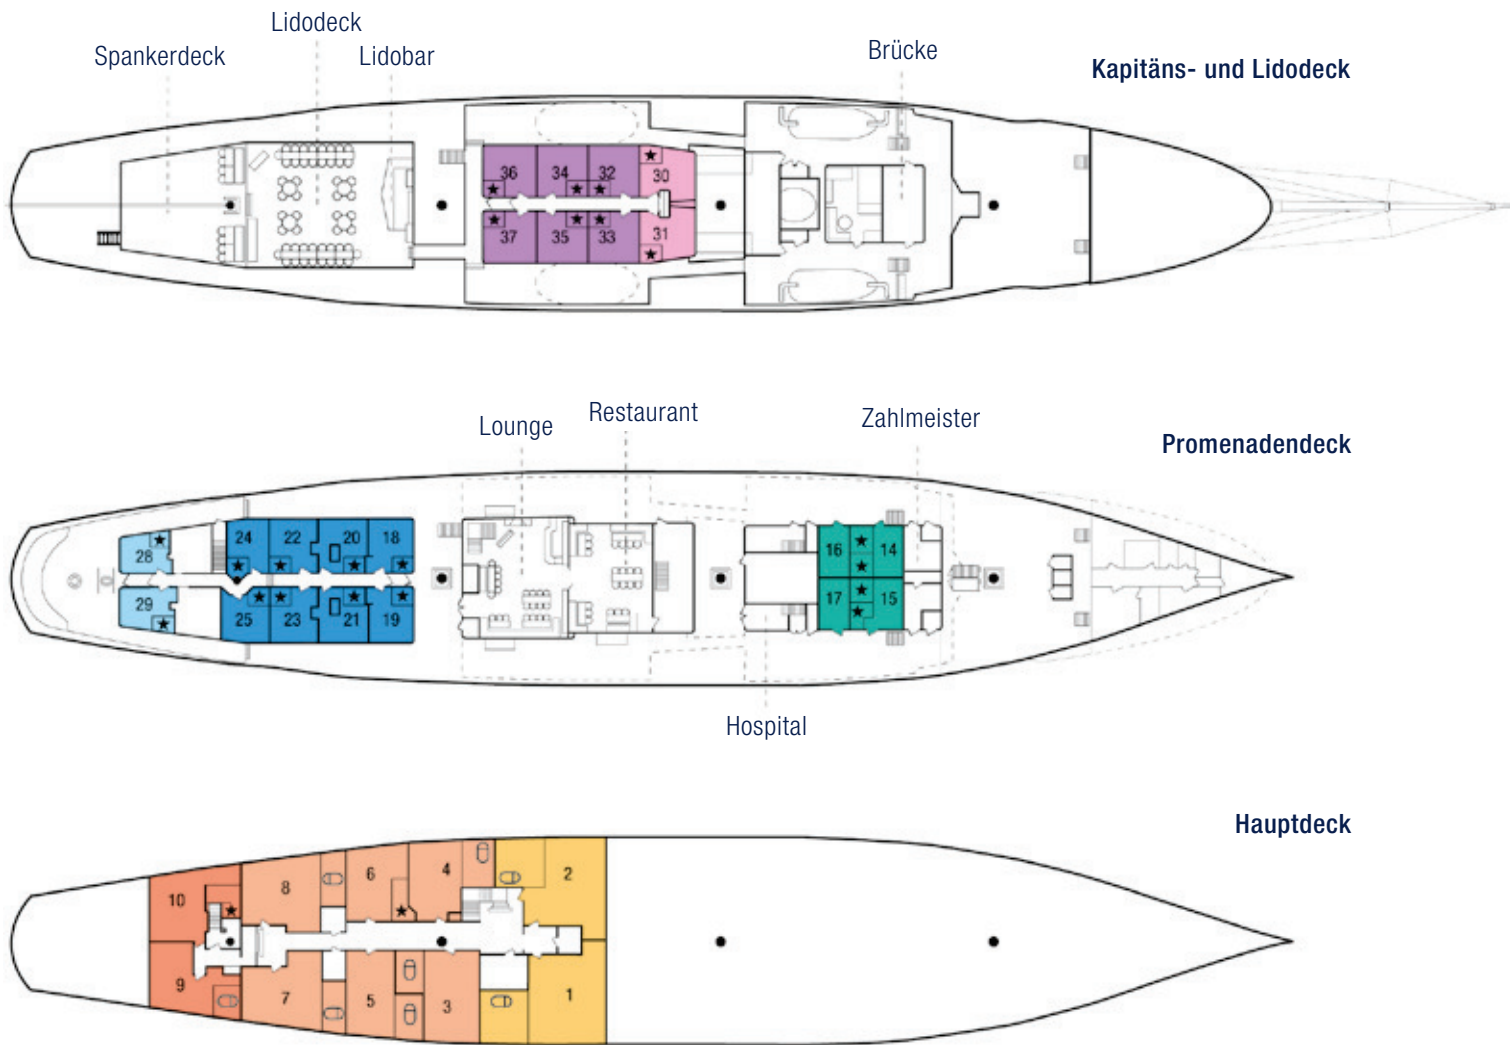 Lidodeck
Spankerdeck
Lidobar
Brücke
Kapitäns- und Lidodeck
36 34 32 30
37 35 33 31
Lounge
Restaurant
Zahlmeister
Promenadendeck
28 24 22 20 18 16 14
29 25 23 21 19 17 15
Hospital
Hauptdeck
10 8 6 4 2
9 7 5 3 1